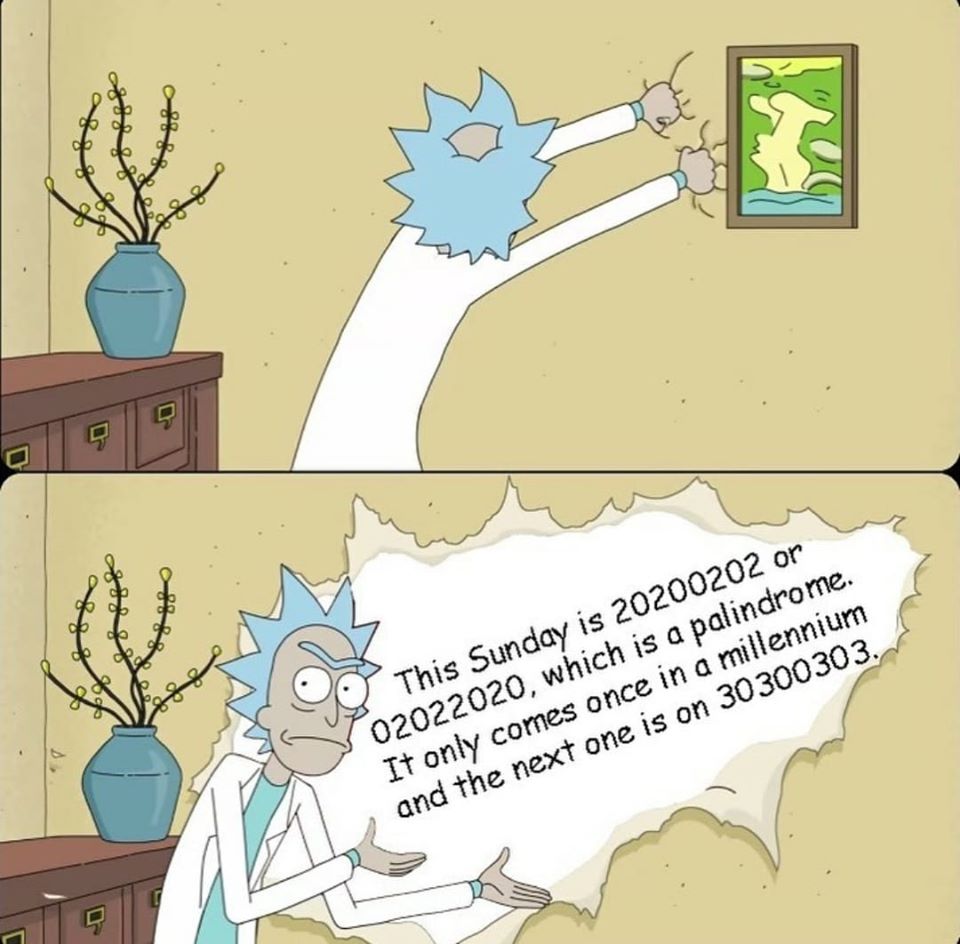 This Sunday is 20200202 or
02022020, which is a palindrome.
It only comes once in a millennium
and the next one is on 30300303.